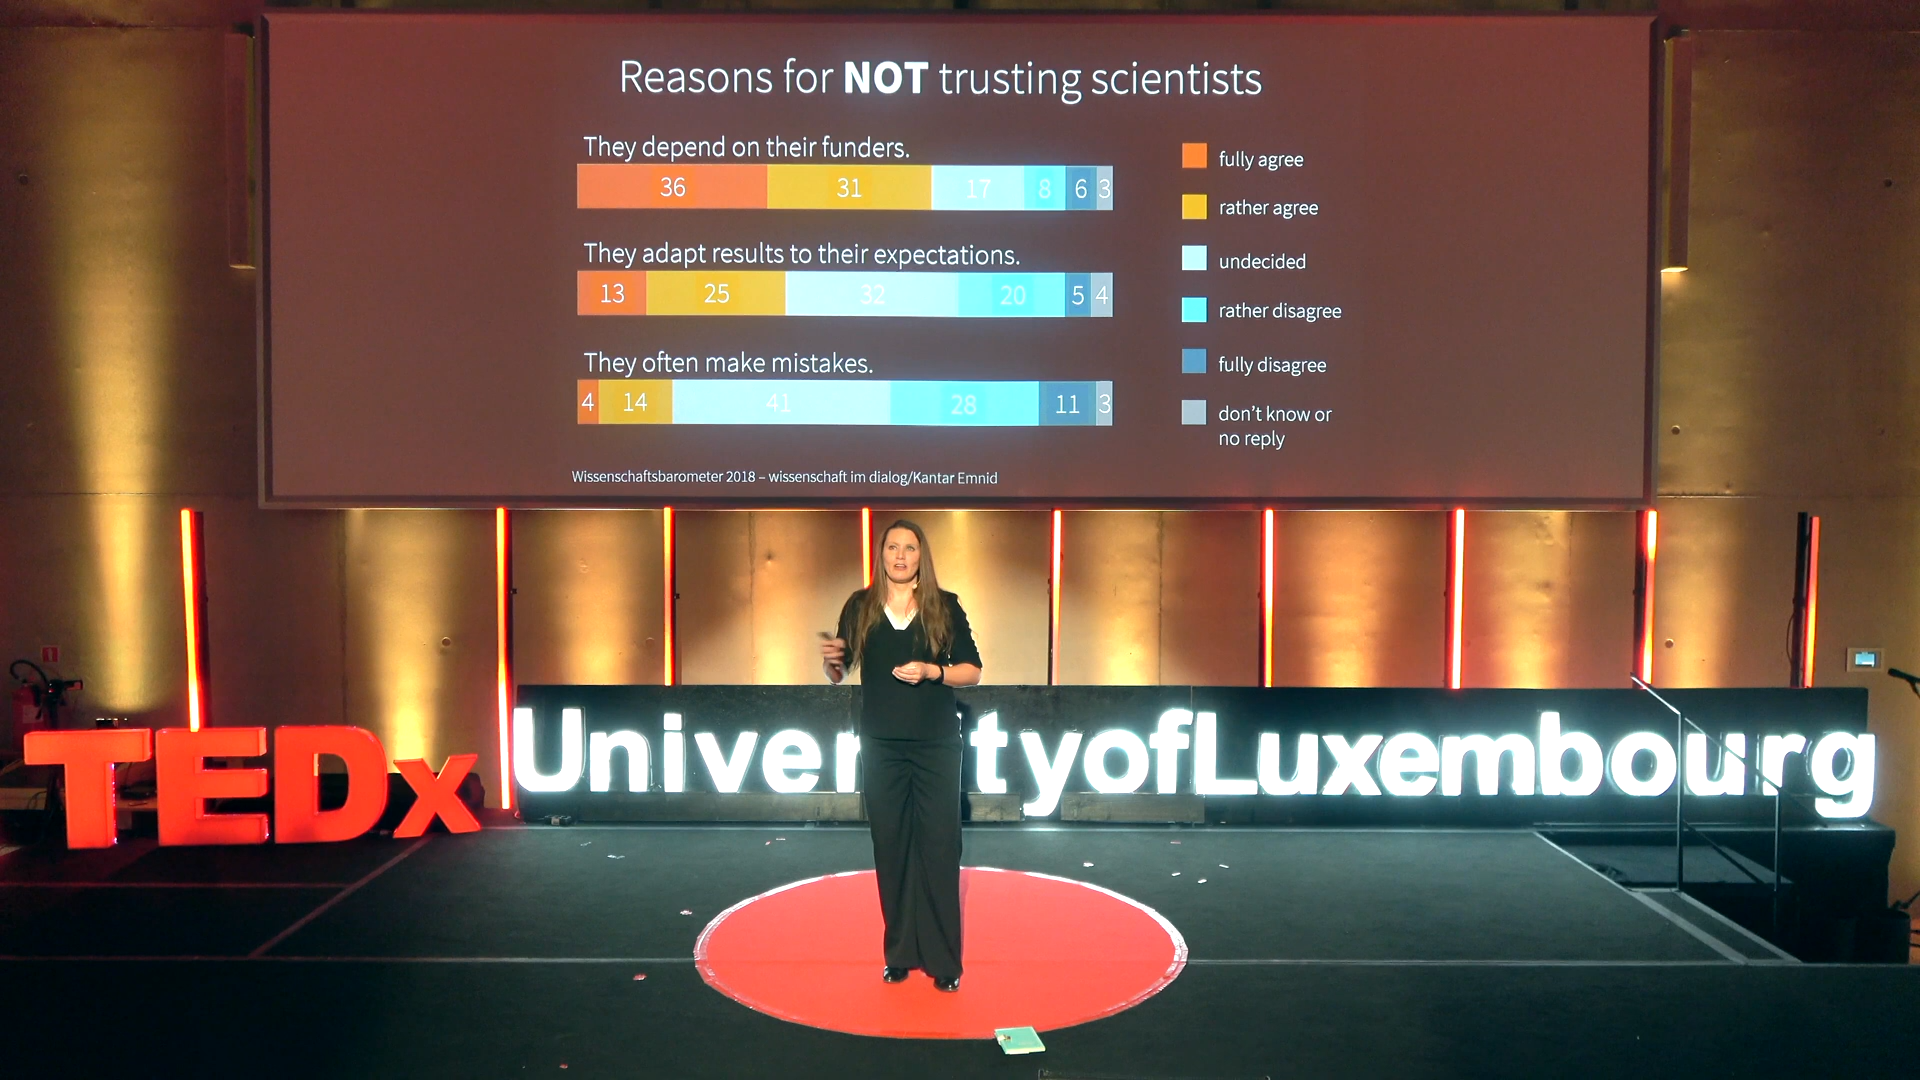 Reasons for NOT trusting scientists
They depend on their funders.
36 31 17 8 6 3
They adapt results to their expectations.
13 25 32 20 5 4
They often make mistakes.
4 14 41 28 11 3
fully agree
rather agree
undecided
rather disagree
fully disagree
don't know or
no reply
Wissenschaftsbarometer 2018 – wissenschaft im dialog/Kantar Emnid
TEDxUniver tyofLuxembourg